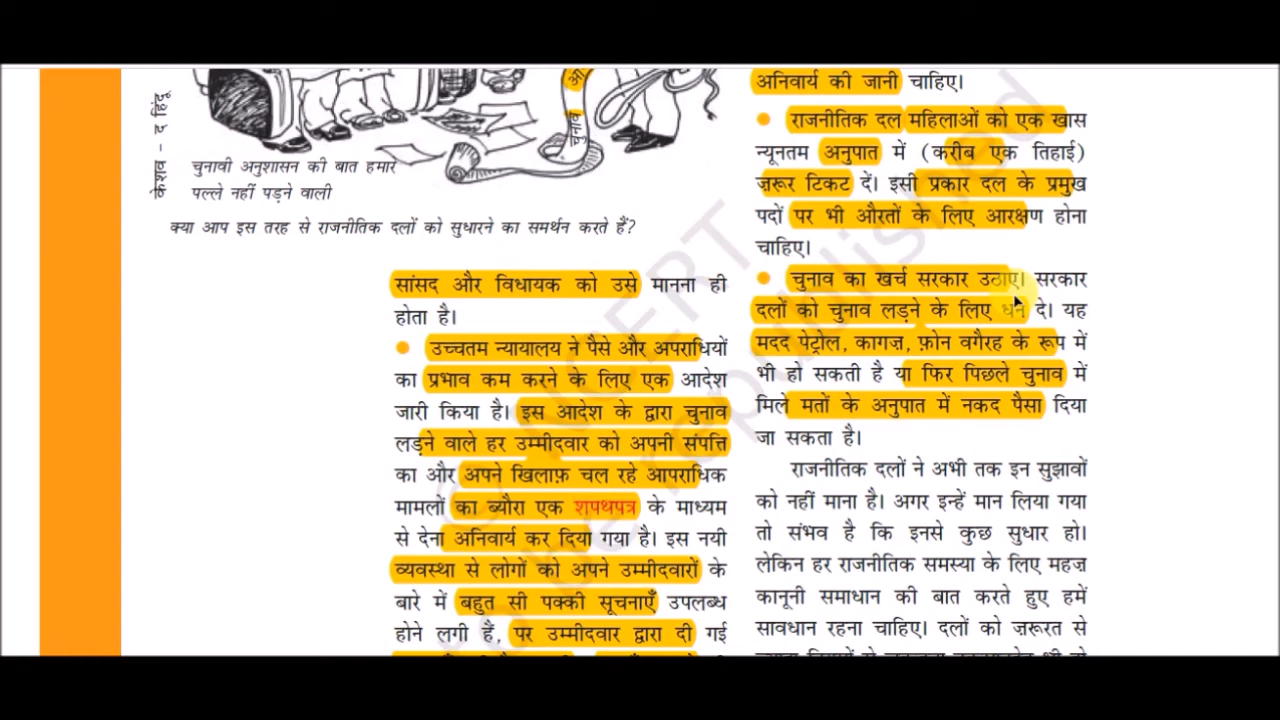 केशव – द हिंदू
आ
चुनाव
चुनावी अनुशासन की बात हमारे
पल्ले नहीं पड़ने वाली
क्या आप इस तरह से राजनीतिक दलों को सुधारने का समर्थन करते हैं?
सांसद और विधायक को उसे मानना ही
होता है।
● उच्चतम न्यायालय ने पैसे और अपराधियों
का प्रभाव कम करने के लिए एक आदेश
जारी किया है। इस आदेश के द्वारा चुनाव
लड़ने वाले हर उम्मीदवार को अपनी संपत्ति
का और अपने खिलाफ़ चल रहे आपराधिक
मामलों का ब्यौरा एक शपथपत्र के माध्यम
से देना अनिवार्य कर दिया गया है। इस नयी
व्यवस्था से लोगों को अपने उम्मीदवारों के
बारे में बहुत सी पक्की सूचनाएँ उपलब्ध
होने लगी हैं, पर उम्मीदवार द्वारा दी गई
अनिवार्य की जानी चाहिए।
● राजनीतिक दल महिलाओं को एक खास
न्यूनतम अनुपात में (करीब एक तिहाई)
ज़रूर टिकट दें। इसी प्रकार दल के प्रमुख
पदों पर भी औरतों के लिए आरक्षण होना
चाहिए।
● चुनाव का खर्च सरकार उठाए। सरकार
दलों को चुनाव लड़ने के लिए धन दे। यह
मदद पेट्रोल, कागज़, फ़ोन वगैरह के रूप में
भी हो सकती है या फिर पिछले चुनाव में
मिले मतों के अनुपात में नकद पैसा दिया
जा सकता है।
राजनीतिक दलों ने अभी तक इन सुझावों
को नहीं माना है। अगर इन्हें मान लिया गया
तो संभव है कि इनसे कुछ सुधार हो।
लेकिन हर राजनीतिक समस्या के लिए महज़
कानूनी समाधान की बात करते हुए हमें
सावधान रहना चाहिए। दलों को ज़रूरत से
NCERT
republished